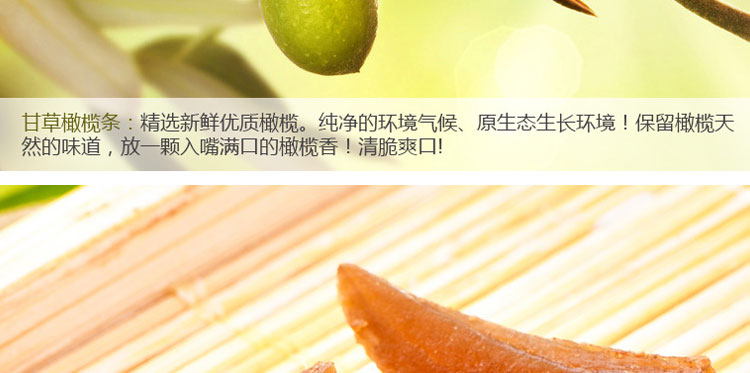 甘草橄榄条：精选新鲜优质橄榄。纯净的环境气候、原生态生长环境！保留橄榄天
然的味道，放一颗入嘴满口的橄榄香！清脆爽口!